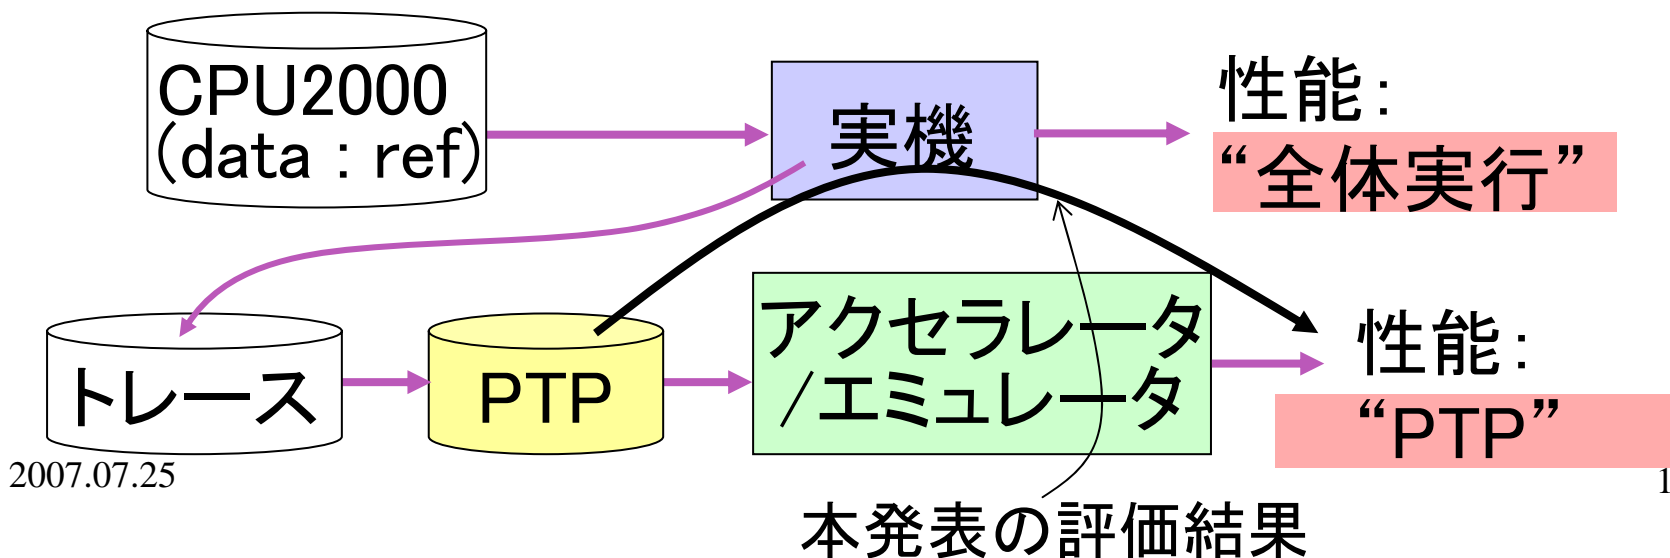 CPU2000
(data : ref)
実機
性能:
“全体実行”
トレース
PTP
アクセラレータ
/エミュレータ
性能:
“PTP”
2007.07.25
1
本発表の評価結果